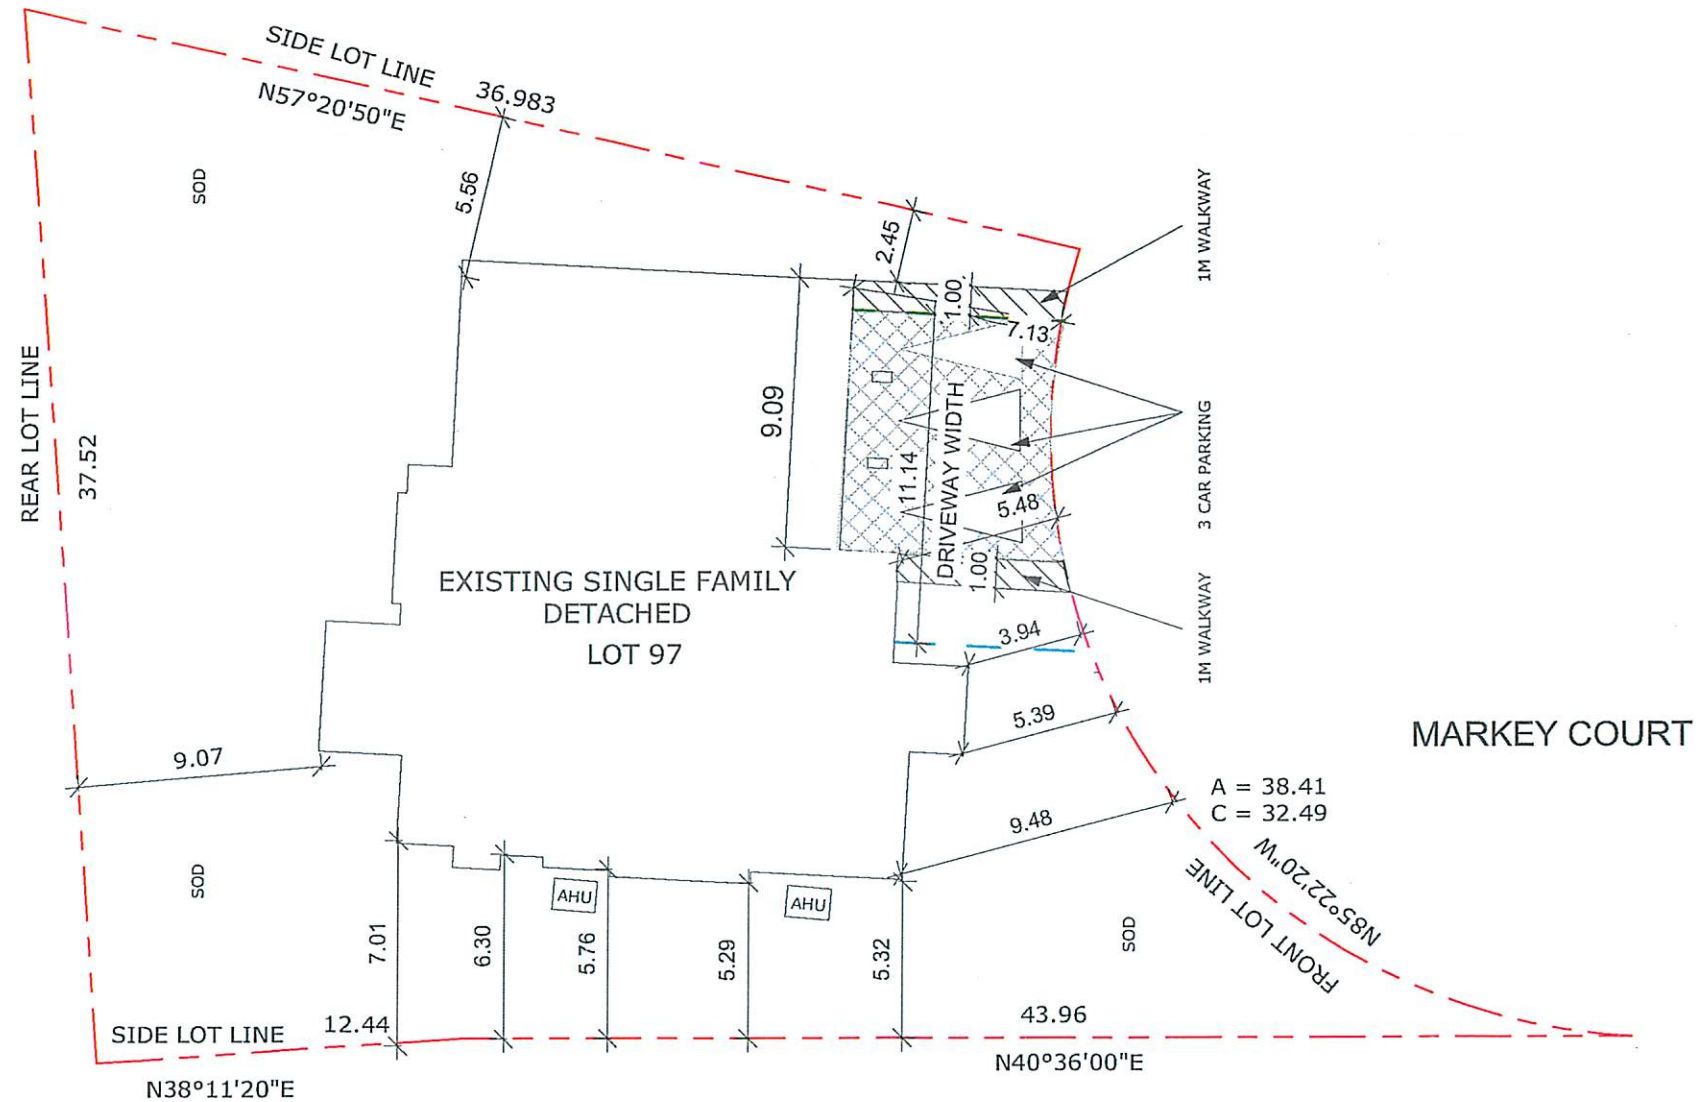 SIDE LOT LINE
36.983
N57°20'50"E
SOD
5.56
2.45
1M WALKWAY
1.00
7.13
REAR LOT LINE
37.52
9.09
DRIVEWAY WIDTH
11.14
3 CAR PARKING
5.48
1.00
EXISTING SINGLE FAMILY
DETACHED
LOT 97
1M WALKWAY
3.94
5.39
MARKEY COURT
9.07
A = 38.41
C = 32.49
9.48
N85°22'20"W
FRONT LOT LINE
SOD
AHU
AHU
7.01
6.30
5.76
5.29
5.32
SOD
SIDE LOT LINE
12.44
43.96
N38°11'20"E
N40°36'00"E